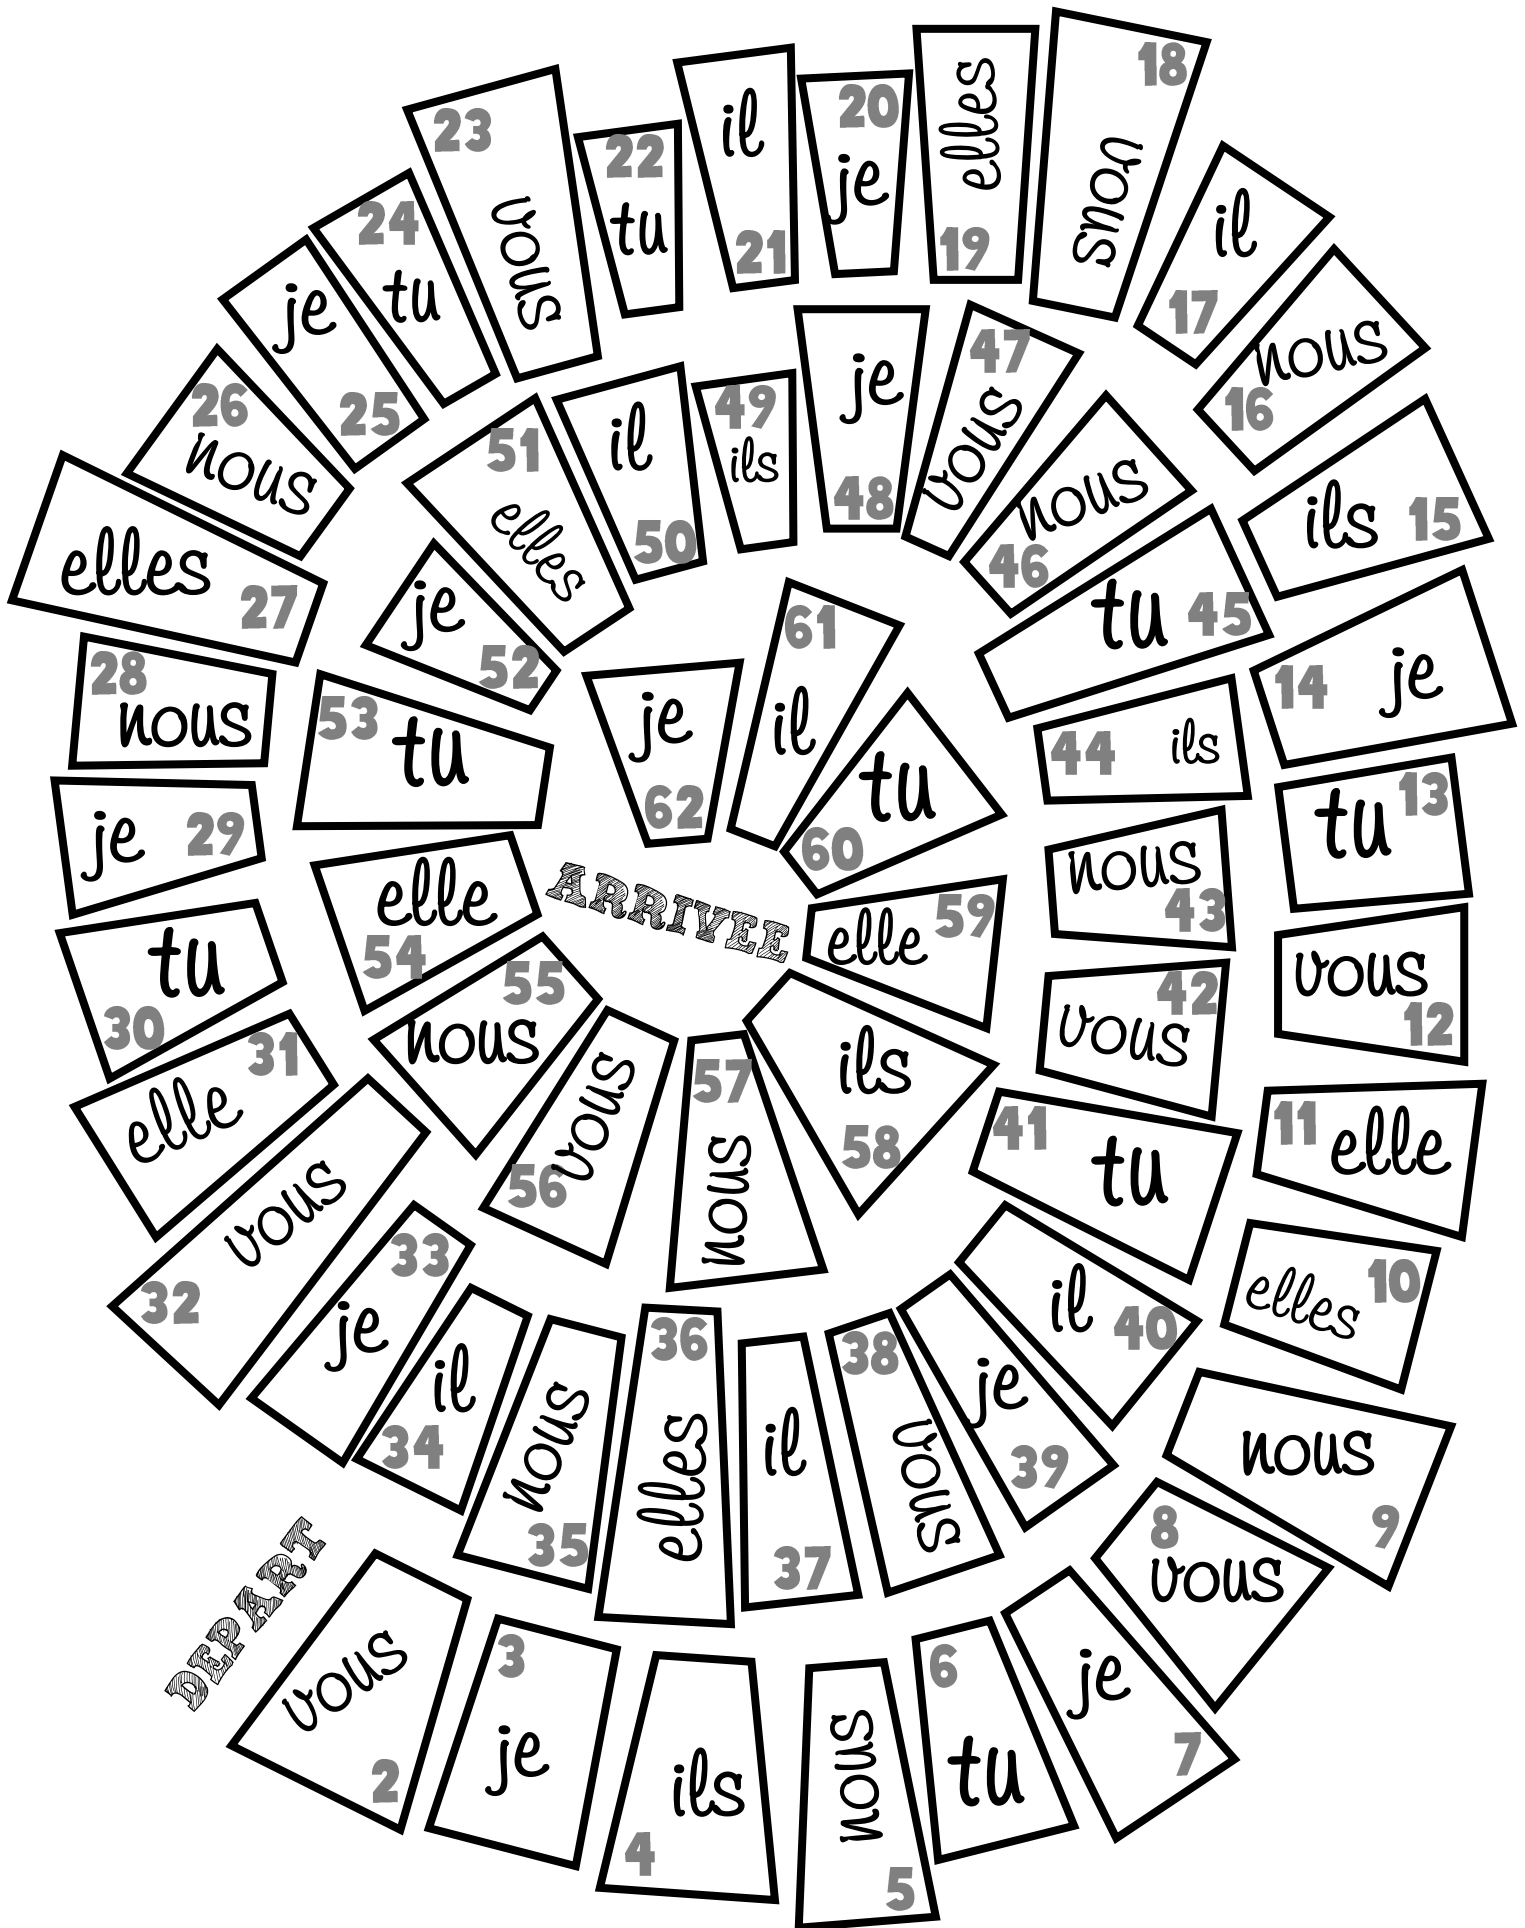 DEPART
vous 2
3 je
ils 4
nous 5
6 tu
je 7
8 vous
nous 9
elles 10
11 elle
vous 12
tu 13
14 je
ils 15
nous 16
il 17
18 vous
elles 19
20 je
il 21
22 tu
23 vous
24 tu
je 25
26 nous
elles 27
28 nous
je 29
tu 30
31 elle
vous 32
33 je
il 34
nous 35
36 elles
il 37
38 vous
je 39
il 40
41 tu
42 vous
nous 43
44 ils
tu 45
nous 46
47 vous
je 48
49 ils
il 50
51 elles
je 52
53 tu
elle 54
55 nous
vous 56
57 nous
ils 58
elle 59
tu 60
61 il
je 62
ARRIVEE